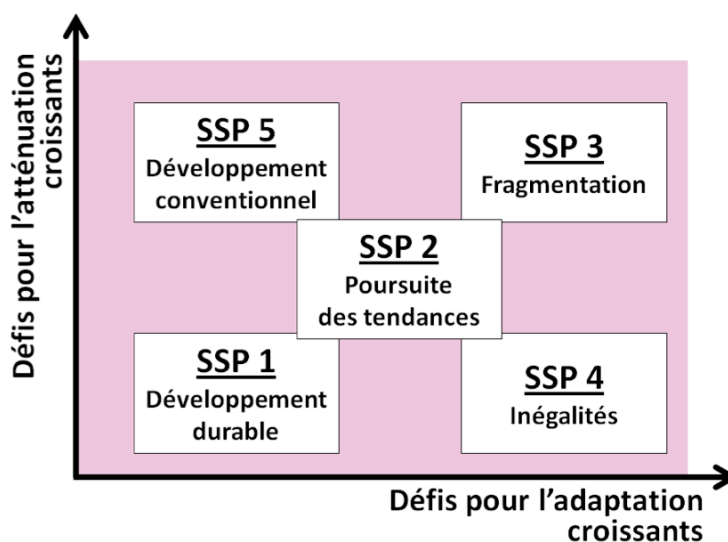 Défis pour l’atténuation
croissants
SSP 5
Développement
conventionnel
SSP 3
Fragmentation
SSP 2
Poursuite
des tendances
SSP 1
Développement
durable
SSP 4
Inégalités
Défis pour l’adaptation
croissants